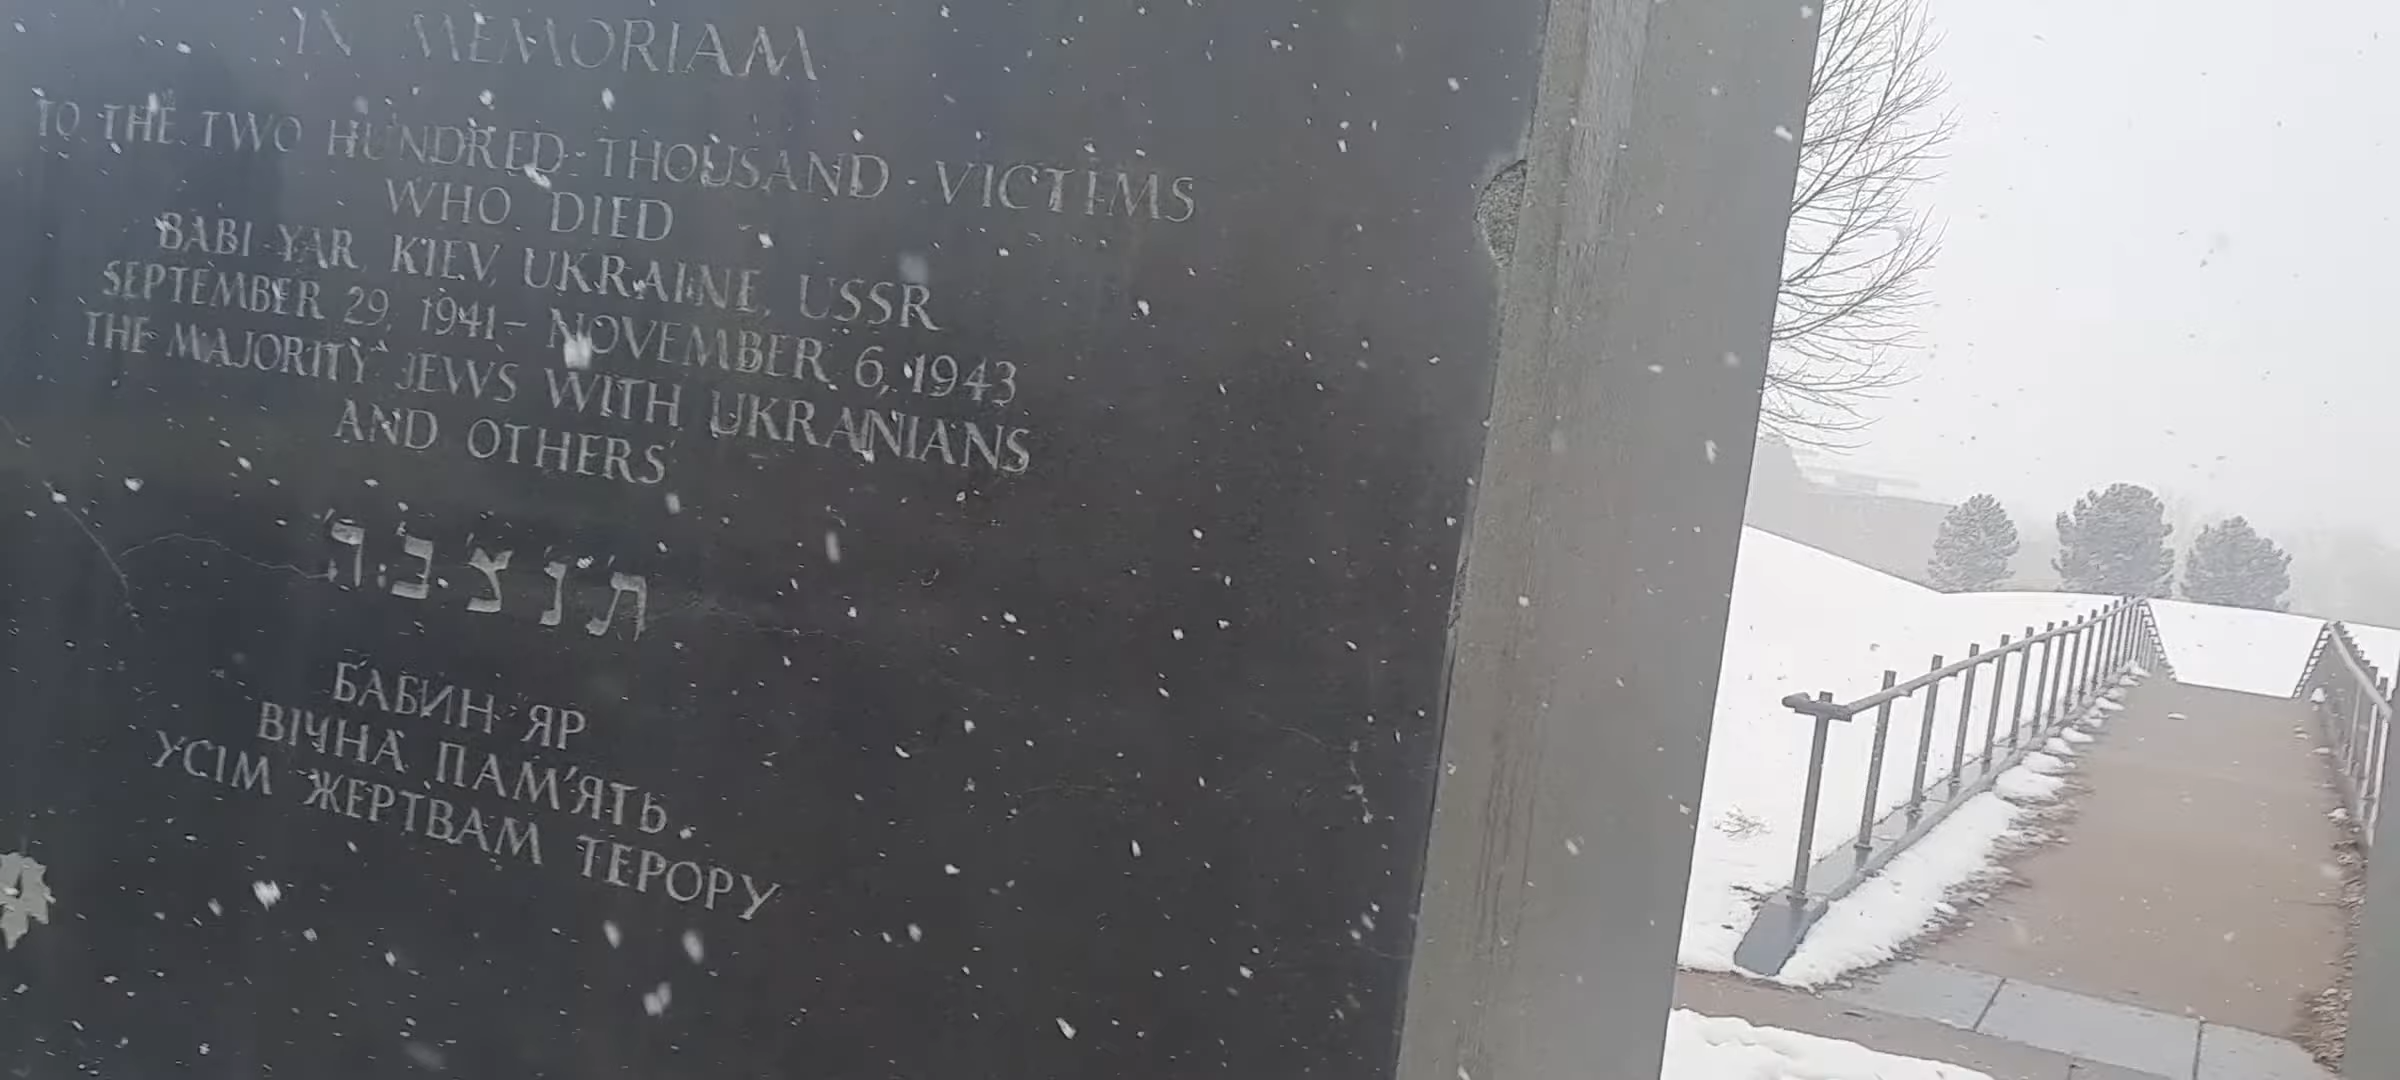 IN MEMORIAM
TO THE TWO HUNDRED THOUSAND VICTIMS
WHO DIED
BABI YAR, KIEV, UKRAINE, USSR
SEPTEMBER 29, 1941 – NOVEMBER 6, 1943
THE MAJORITY JEWS WITH UKRANIANS
AND OTHERS
ת נ צ ב ה
БАБИН ЯР
ВІЧНА ПАМ'ЯТЬ
УСІМ ЖЕРТВАМ ТЕРОРУ